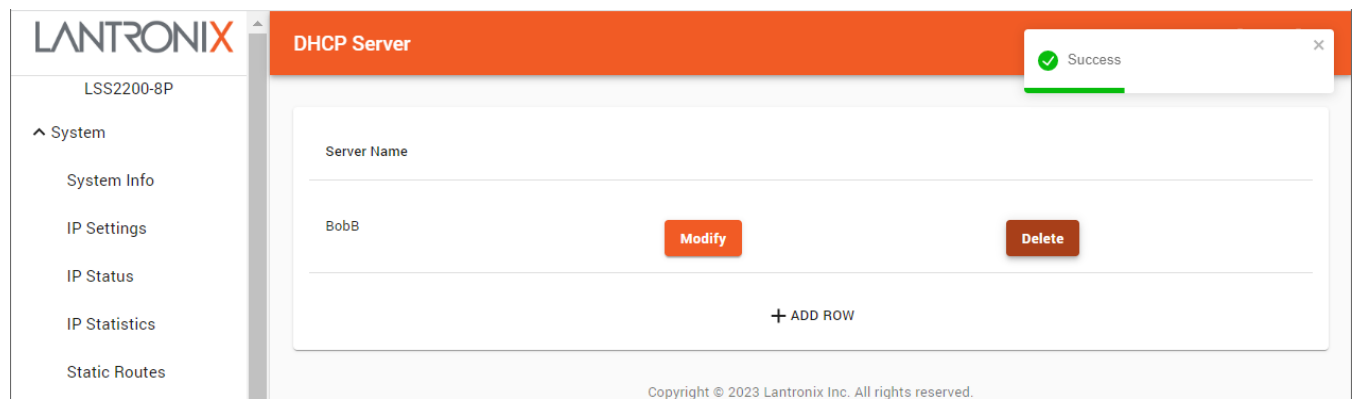 LANTRONIX
LSS2200-8P
System
System Info
IP Settings
IP Status
IP Statistics
Static Routes
DHCP Server
Success
Server Name
BobB
Modify
Delete
ADD ROW
Copyright © 2023 Lantronix Inc. All rights reserved.